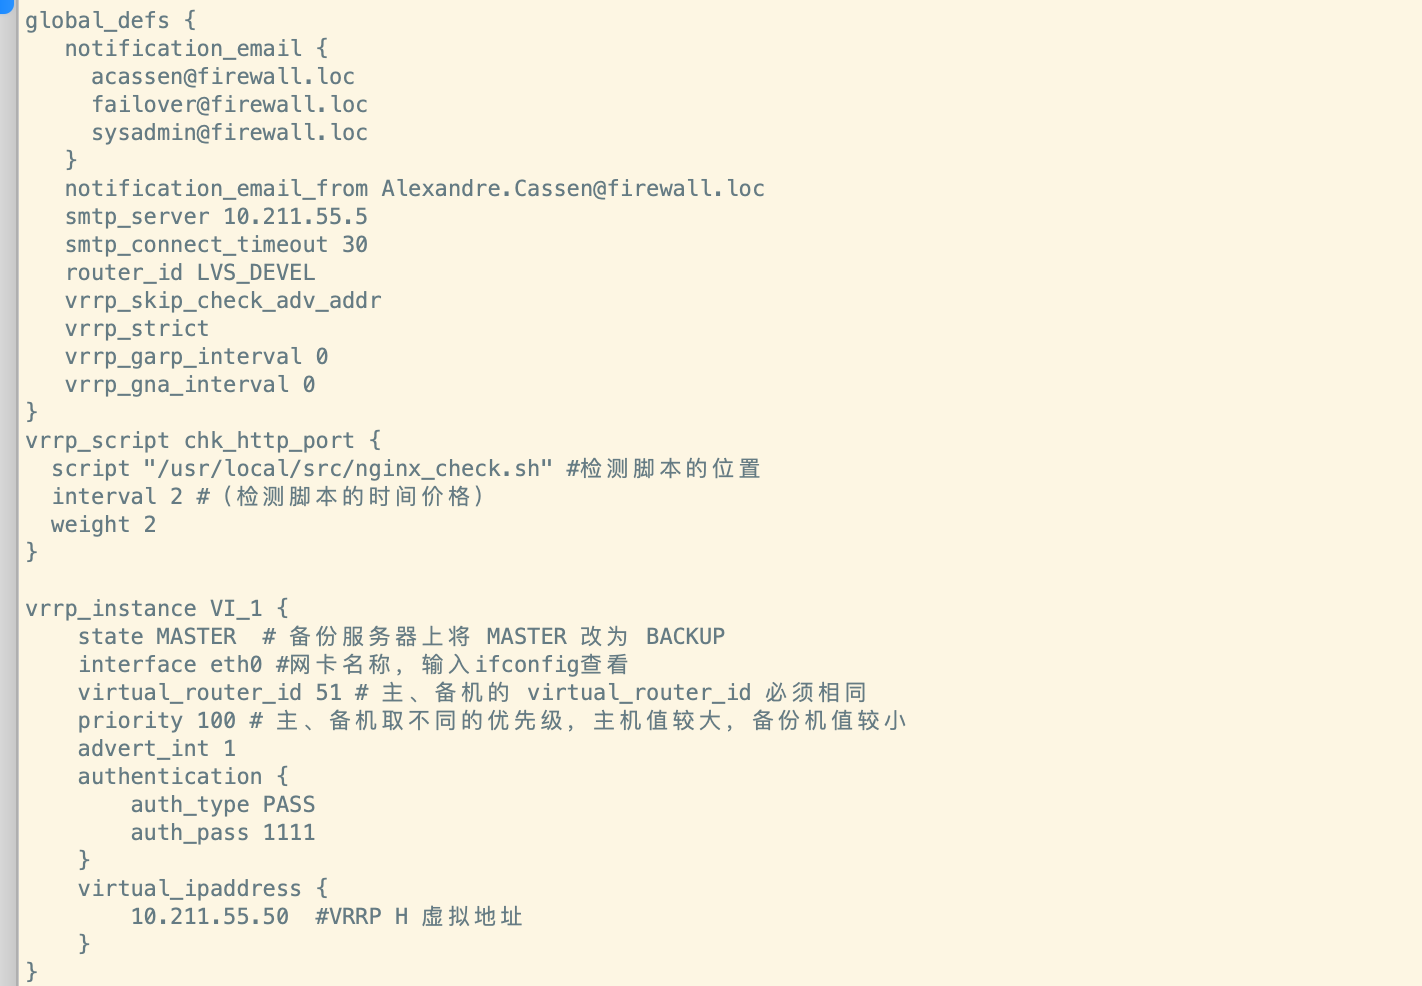 global_defs {
   notification_email {
     acassen@firewall.loc
     failover@firewall.loc
     sysadmin@firewall.loc
   }
   notification_email_from Alexandre.Cassen@firewall.loc
   smtp_server 10.211.55.5
   smtp_connect_timeout 30
   router_id LVS_DEVEL
   vrrp_skip_check_adv_addr
   vrrp_strict
   vrrp_garp_interval 0
   vrrp_gna_interval 0
}
vrrp_script chk_http_port {
  script "/usr/local/src/nginx_check.sh" #检测脚本的位置
  interval 2 #（检测脚本的时间价格）
  weight 2
}

vrrp_instance VI_1 {
    state MASTER  # 备份服务器上将 MASTER 改为 BACKUP
    interface eth0 #网卡名称，输入ifconfig查看
    virtual_router_id 51 # 主、备机的 virtual_router_id 必须相同
    priority 100 # 主、备机取不同的优先级，主机值较大，备份机值较小
    advert_int 1
    authentication {
        auth_type PASS
        auth_pass 1111
    }
    virtual_ipaddress {
        10.211.55.50  #VRRP H 虚拟地址
    }
}